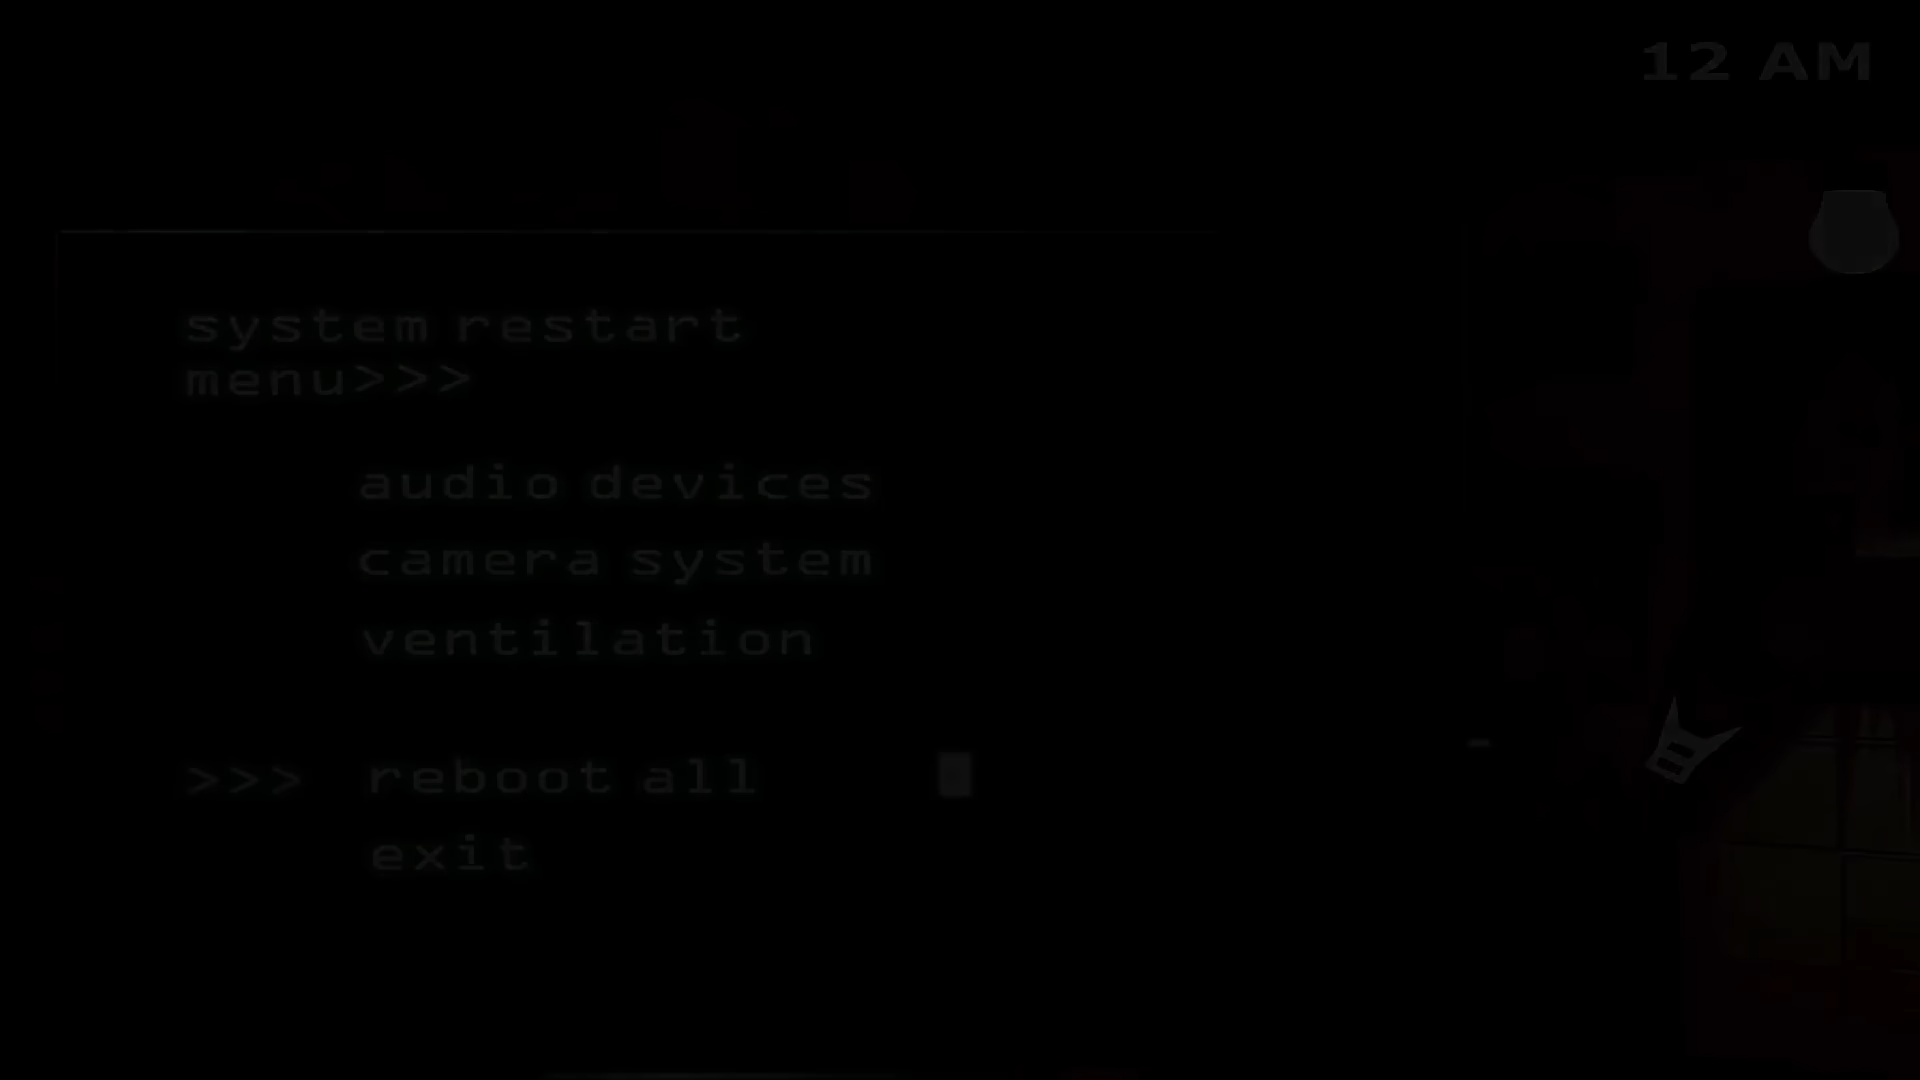 12 AM
system restart
menu>>>
audio devices
camera system
ventilation
>>> reboot all
exit